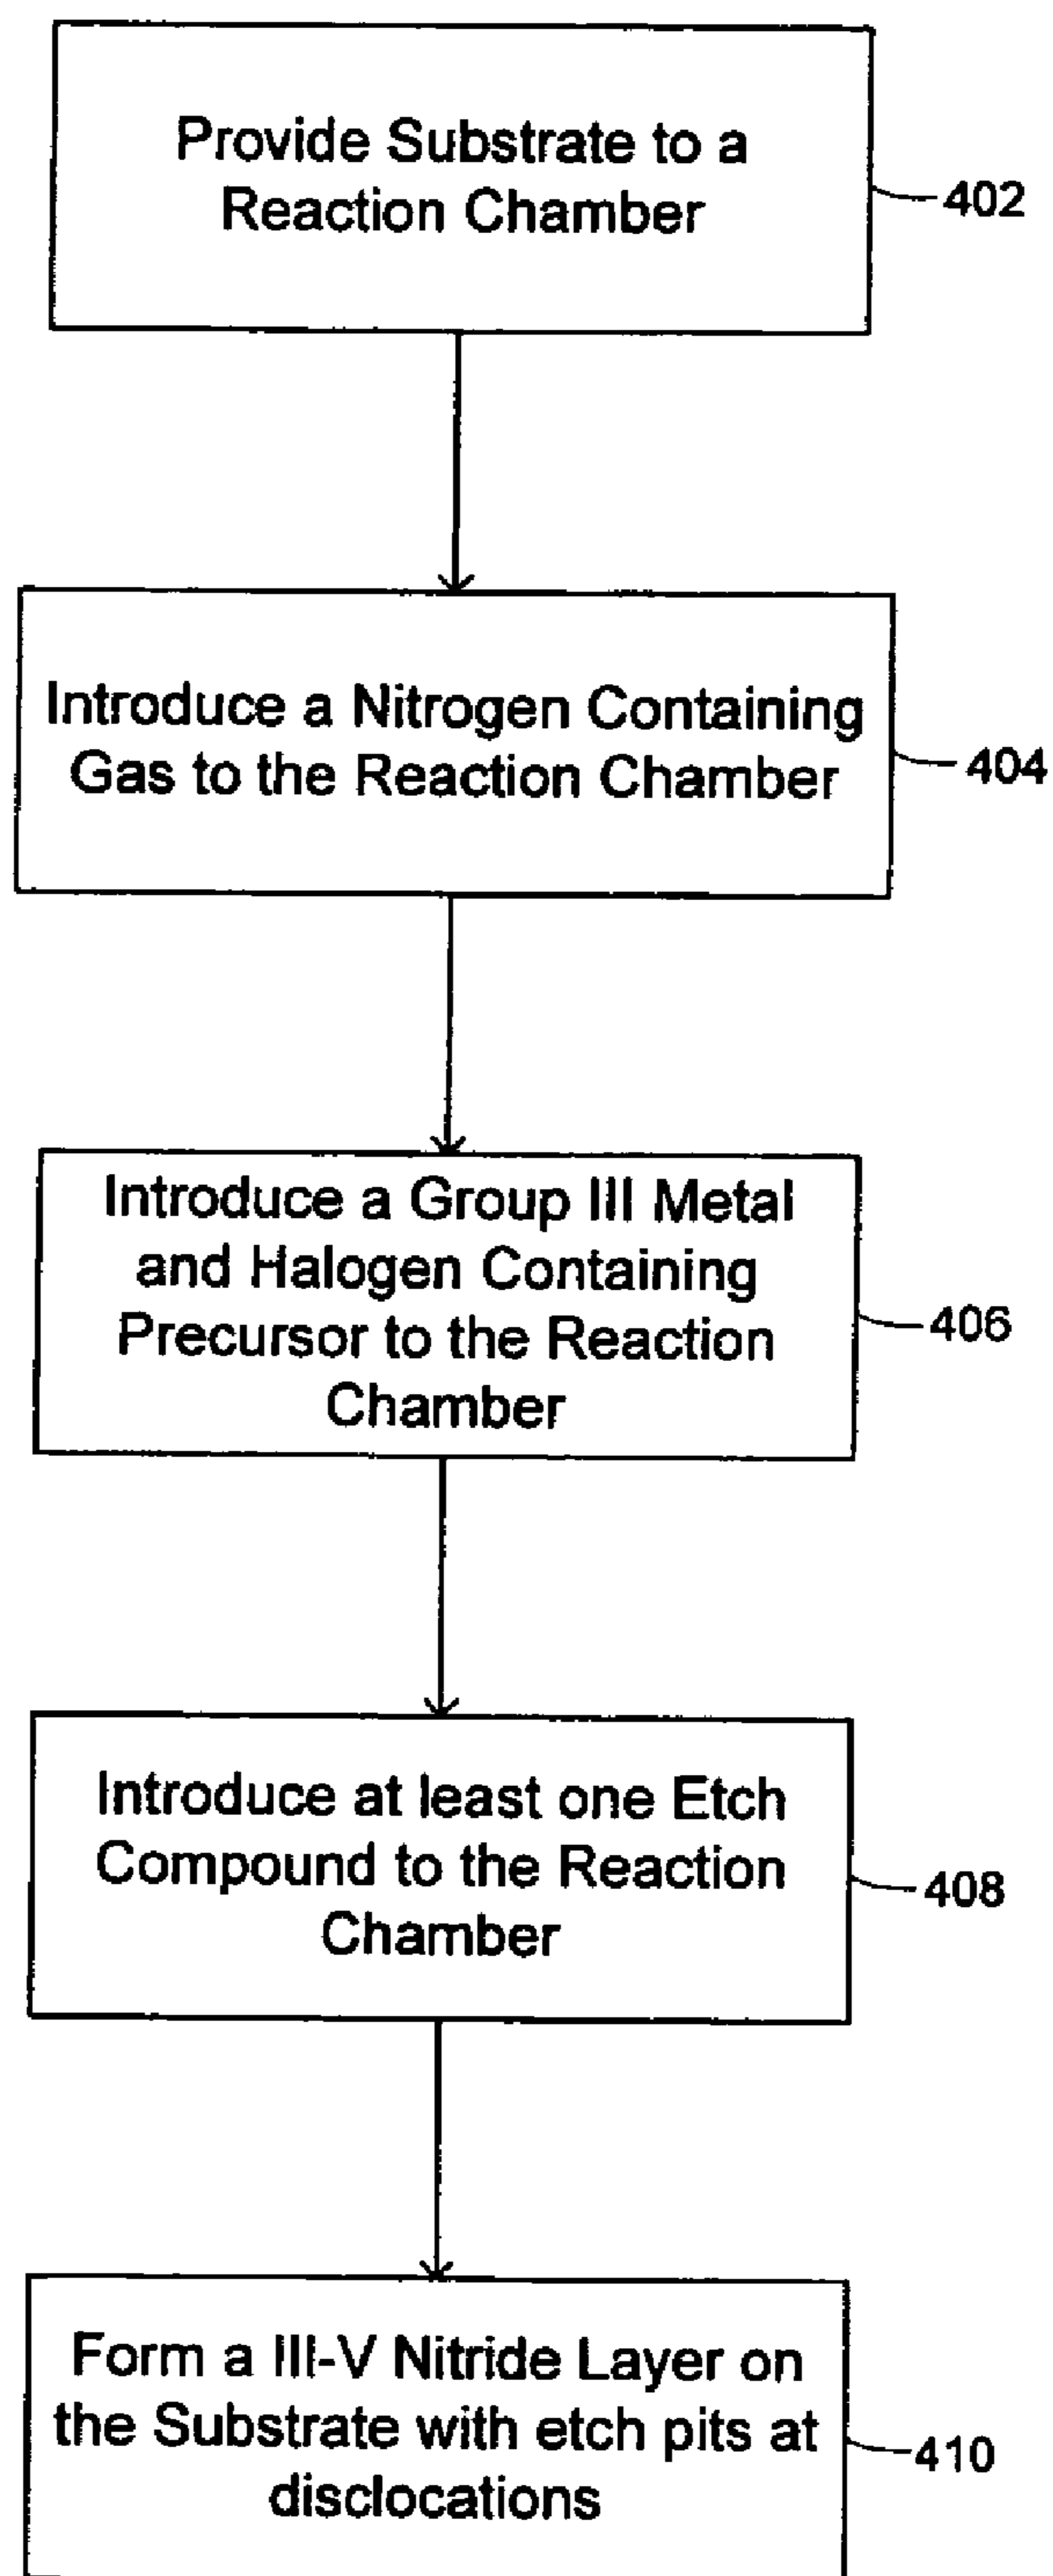 Provide Substrate to a
Reaction Chamber
402
Introduce a Nitrogen Containing
Gas to the Reaction Chamber
404
Introduce a Group III Metal
and Halogen Containing
Precursor to the Reaction
Chamber
406
Introduce at least one Etch
Compound to the Reaction
Chamber
408
Form a III-V Nitride Layer on
the Substrate with etch pits at
disclocations
410